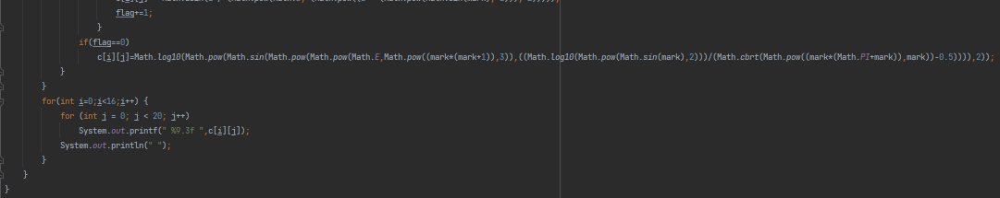 flag+=1;
}
if(flag==0)
c[i][j]=Math.log10(Math.pow(Math.sin(Math.pow(Math.pow(Math.E,Math.pow((mark*(mark+1)),3)),((Math.log10(Math.pow(Math.sin(mark),2)))/(Math.cbrt(Math.pow((mark*(Math.PI+mark)),mark))-0.5)))),2));
}
}
for(int i=0;i<16;i++) {
for (int j = 0; j < 20; j++)
System.out.printf(" %9.3f ",c[i][j]);
System.out.println(" ");
}
}
}